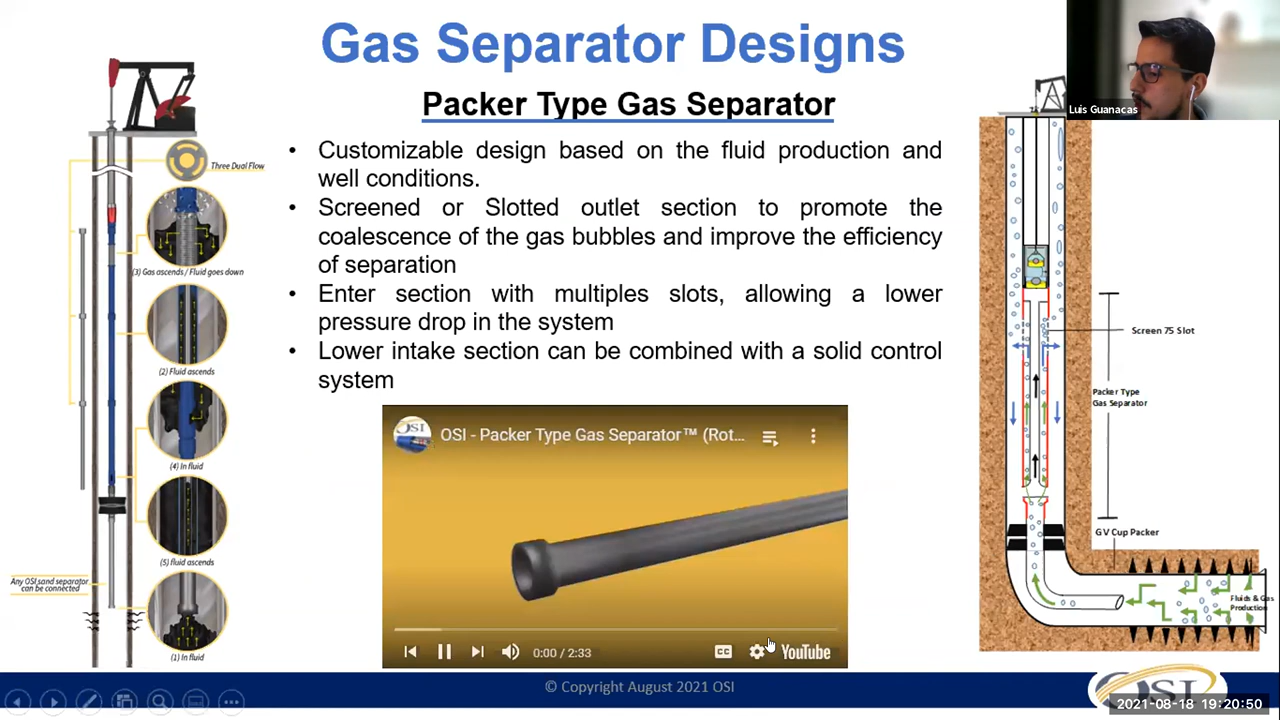 Gas Separator Designs
Packer Type Gas Separator
• Customizable design based on the fluid production and
well conditions.
• Screened or Slotted outlet section to promote the
coalescence of the gas bubbles and improve the efficiency
of separation
• Enter section with multiples slots, allowing a lower
pressure drop in the system
• Lower intake section can be combined with a solid control
system
Three Dual Flow
(3) Gas ascends / Fluid goes down
(2) Fluid ascends
(4) In fluid
(5) fluid ascends
Any OSI sand separator
can be connected
(1) In fluid
OSI
OSI - Packer Type Gas Separator™ (Rot...
0:00 / 2:33
CC
YouTube
Luis Guanacas
Screen 75 Slot
Packer Type
Gas Separator
GV Cup Packer
Fluids & Gas
Production
© Copyright August 2021 OSI
OSI
2021-08-18 19:20:50